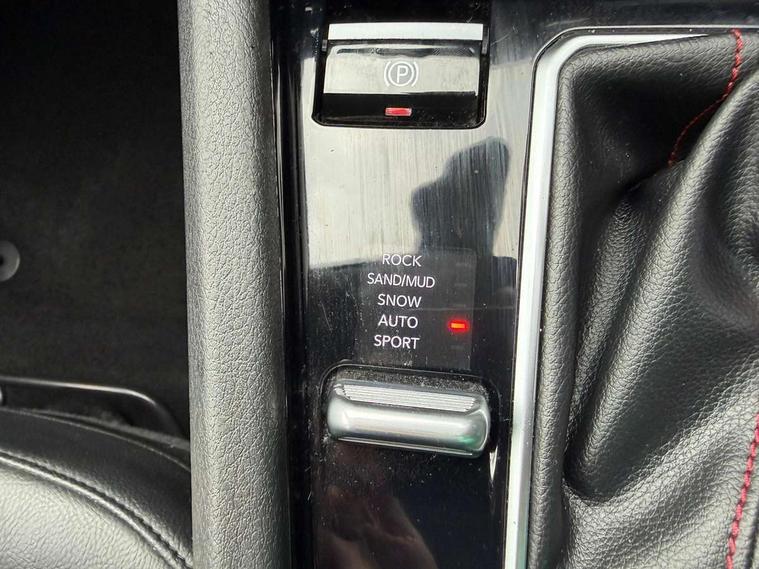 (P)
ROCK
SAND/MUD
SNOW
AUTO
SPORT